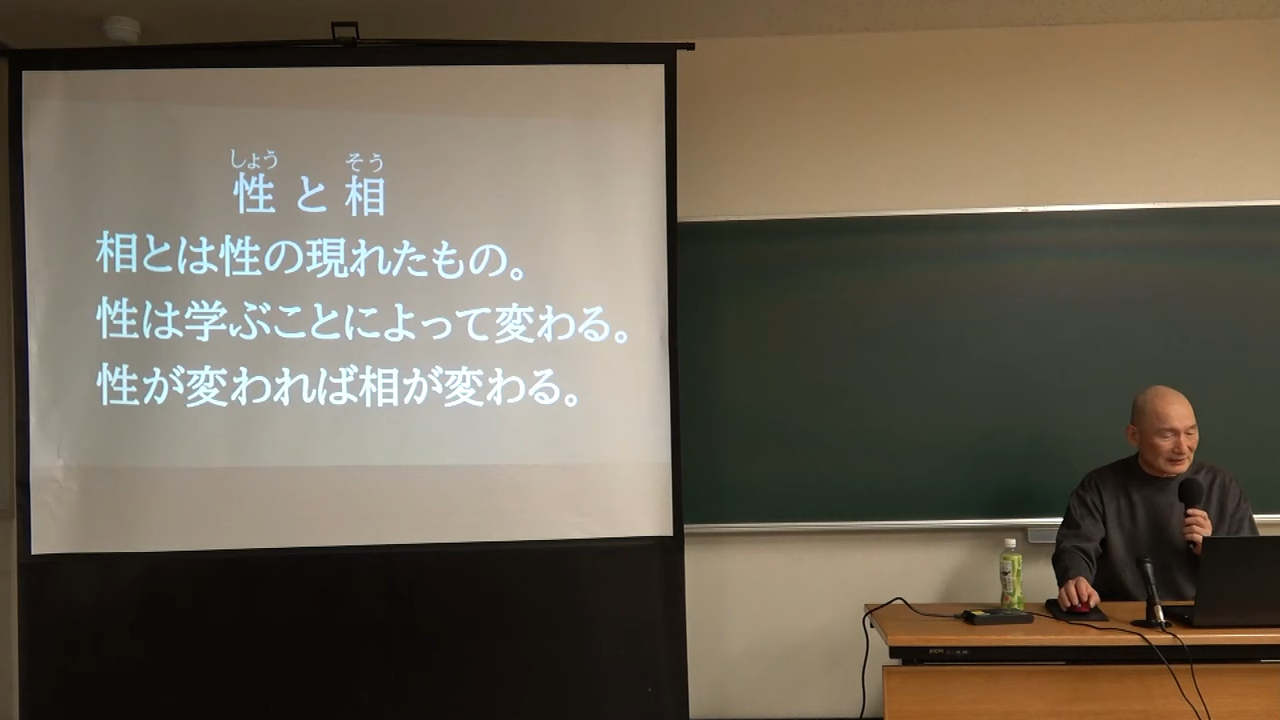 しょう そう
性と相
相とは性の現れたもの。
性は学ぶことによって変わる。
性が変われば相が変わる。